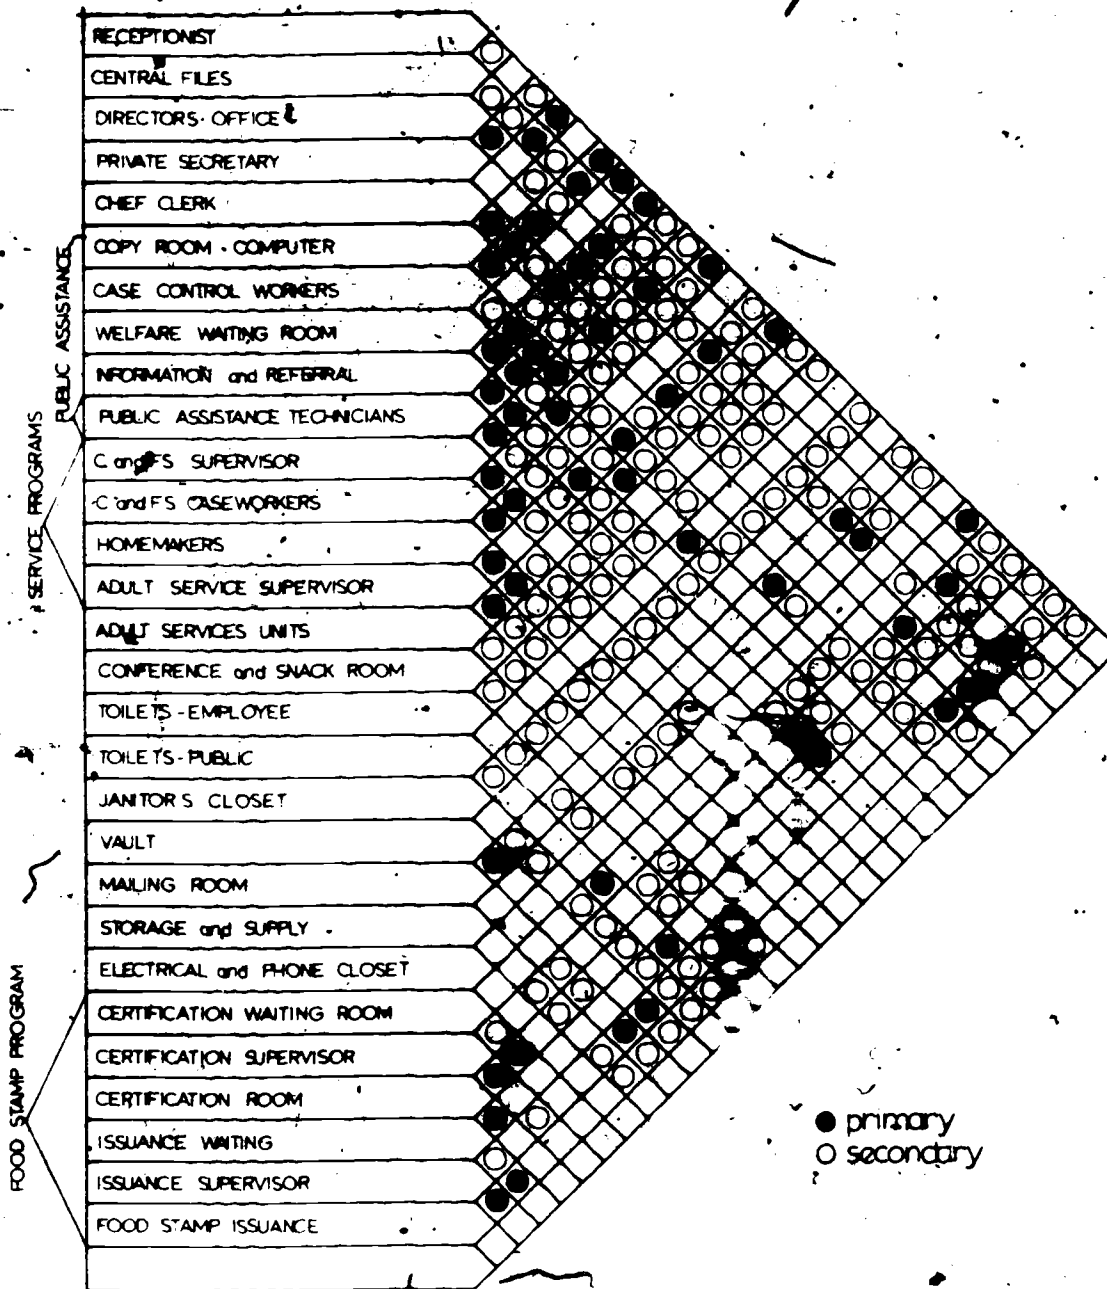 RECEPTIONIST
CENTRAL FILES
DIRECTORS OFFICE
PRIVATE SECRETARY
CHIEF CLERK
COPY ROOM - COMPUTER
CASE CONTROL WORKERS
WELFARE WAITING ROOM
INFORMATION and REFERRAL
PUBLIC ASSISTANCE TECHNICIANS
C and FS SUPERVISOR
C and FS CASEWORKERS
HOMEMAKERS
ADULT SERVICE SUPERVISOR
ADULT SERVICES UNITS
CONFERENCE and SNACK ROOM
TOILETS - EMPLOYEE
TOILETS - PUBLIC
JANITORS CLOSET
VAULT
MAILING ROOM
STORAGE and SUPPLY
ELECTRICAL and PHONE CLOSET
CERTIFICATION WAITING ROOM
CERTIFICATION SUPERVISOR
CERTIFICATION ROOM
ISSUANCE WAITING
ISSUANCE SUPERVISOR
FOOD STAMP ISSUANCE
PUBLIC ASSISTANCE
SERVICE PROGRAMS
FOOD STAMP PROGRAM
primary
secondary